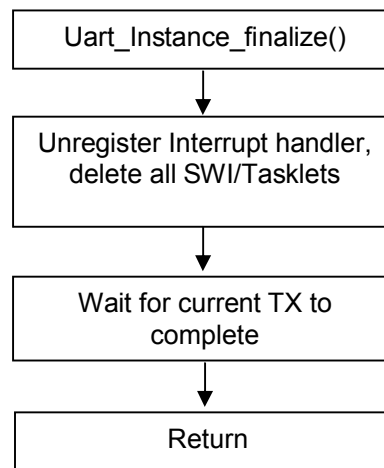 Uart_Instance_finalize()
Unregister Interrupt handler,
delete all SWI/Tasklets
Wait for current TX to
complete
Return